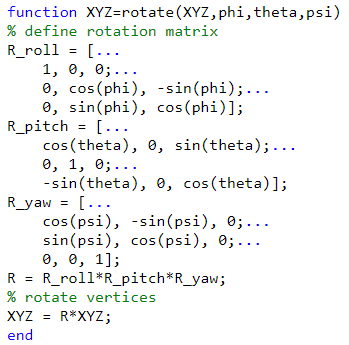 function XYZ=rotate(XYZ,phi,theta,psi)
% define rotation matrix
R_roll = [...
    1, 0, 0;...
    0, cos(phi), -sin(phi);...
    0, sin(phi), cos(phi)];
R_pitch = [...
    cos(theta), 0, sin(theta);...
    0, 1, 0;...
    -sin(theta), 0, cos(theta)];
R_yaw = [...
    cos(psi), -sin(psi), 0;...
    sin(psi), cos(psi), 0;...
    0, 0, 1];
R = R_roll*R_pitch*R_yaw;
% rotate vertices
XYZ = R*XYZ;
end